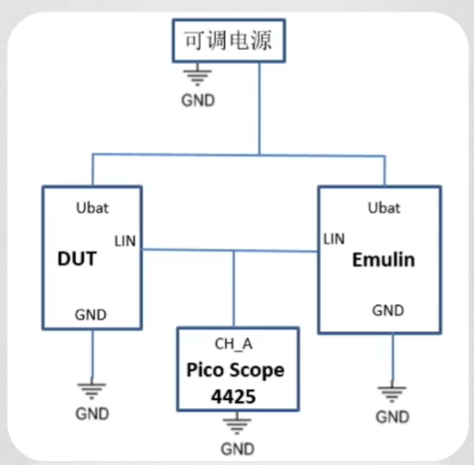 可调电源
GND
Ubat
LIN
DUT
GND
GND
Ubat
LIN
Emulin
GND
GND
CH_A
Pico Scope
4425
GND